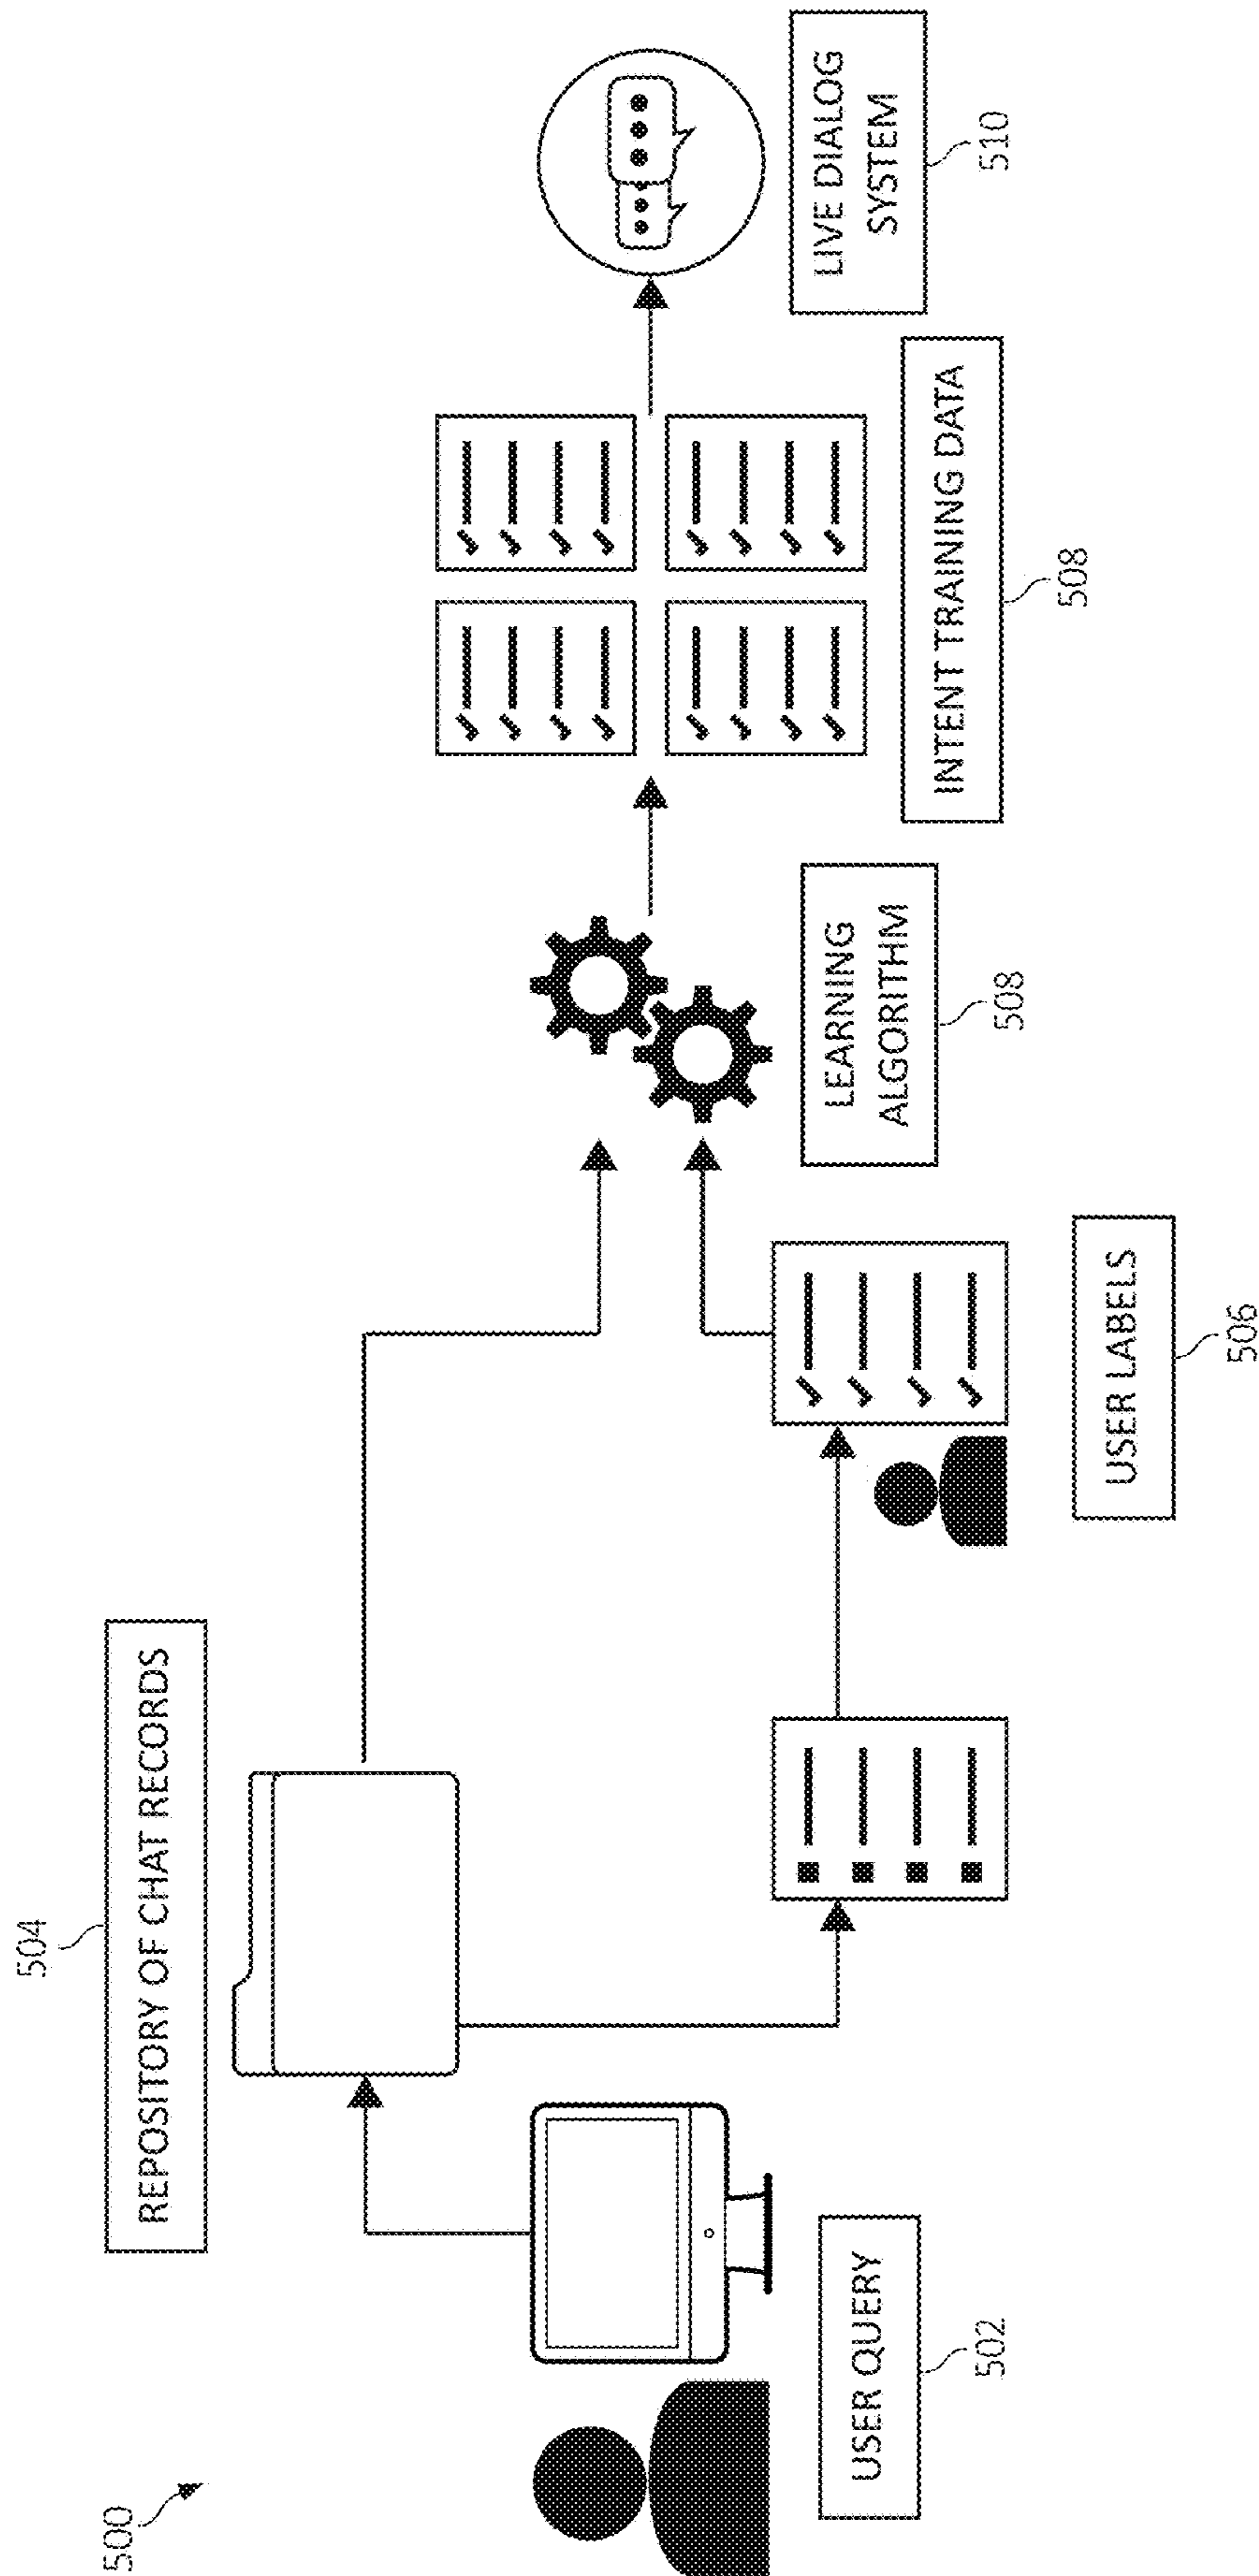 500
504
REPOSITORY OF CHAT RECORDS
USER QUERY
502
USER LABELS
506
LEARNING
ALGORITHM
508
INTENT TRAINING DATA
508
LIVE DIALOG
SYSTEM
510